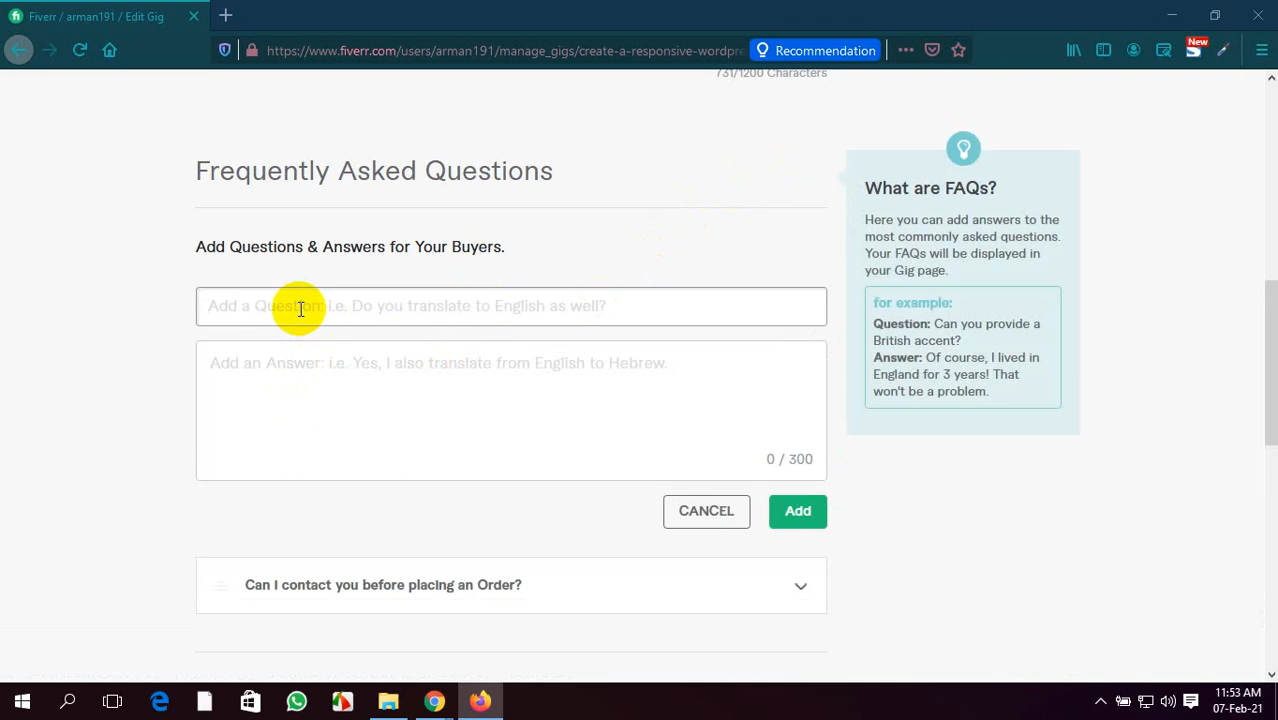 Fiverr / arman191 / Edit Gig
https://www.fiverr.com/users/arman191/manage_gigs/create-a-responsive-wordpre
Recommendation
New
731/1200 Characters
Frequently Asked Questions
Add Questions & Answers for Your Buyers.
Add a Question: i.e. Do you translate to English as well?
Add an Answer: i.e. Yes, I also translate from English to Hebrew.
0 / 300
CANCEL
Add
Can I contact you before placing an Order?
What are FAQs?
Here you can add answers to the
most commonly asked questions.
Your FAQs will be displayed in
your Gig page.
for example:
Question: Can you provide a
British accent?
Answer: Of course, I lived in
England for 3 years! That
won't be a problem.
11:53 AM
07-Feb-21